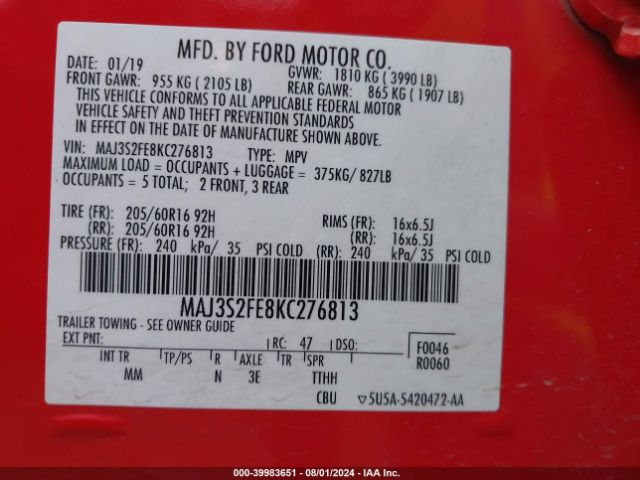 MFD. BY FORD MOTOR CO.
DATE: 01/19 GVWR: 1810 KG ( 3990 LB)
FRONT GAWR: 955 KG ( 2105 LB) REAR GAWR: 865 KG ( 1907 LB)
THIS VEHICLE CONFORMS TO ALL APPLICABLE FEDERAL MOTOR
VEHICLE SAFETY AND THEFT PREVENTION STANDARDS
IN EFFECT ON THE DATE OF MANUFACTURE SHOWN ABOVE.
VIN: MAJ3S2FE8KC276813 TYPE: MPV
MAXIMUM LOAD = OCCUPANTS + LUGGAGE = 375KG/ 827LB
OCCUPANTS = 5 TOTAL; 2 FRONT, 3 REAR
TIRE (FR): 205/60R16 92H RIMS (FR): 16x6.5J
(RR): 205/60R16 92H (RR): 16x6.5J
PRESSURE (FR): 240 kPa/ 35 PSI COLD (RR): 240 kPa/ 35 PSI COLD
MAJ3S2FE8KC276813
TRAILER TOWING - SEE OWNER GUIDE
EXT PNT: RC: 47 DSO: F0046
INT TR TP/PS R AXLE TR SPR R0060
MM N 3E TTHH
CBU ▽5U5A-5420472-AA
000-39983651 - 08/01/2024 - IAA Inc.